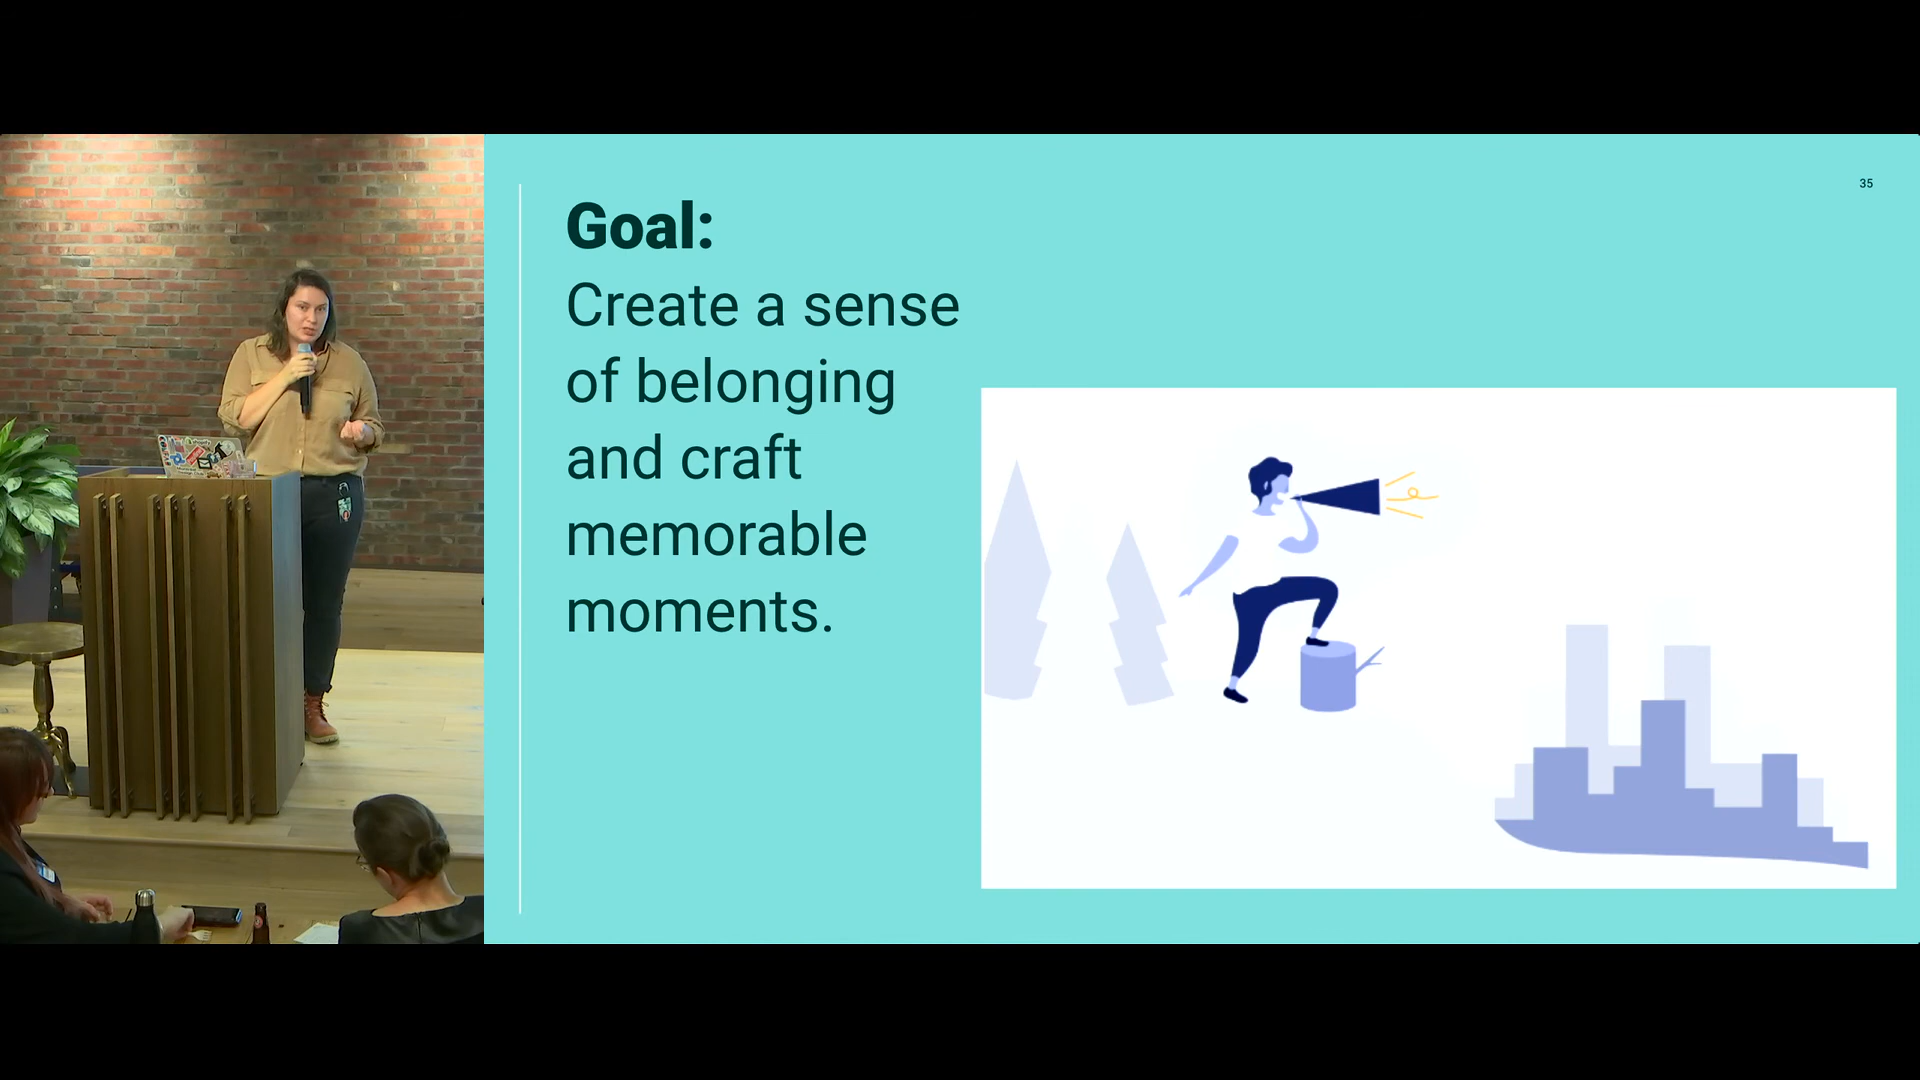 35
Goal:
Create a sense
of belonging
and craft
memorable
moments.